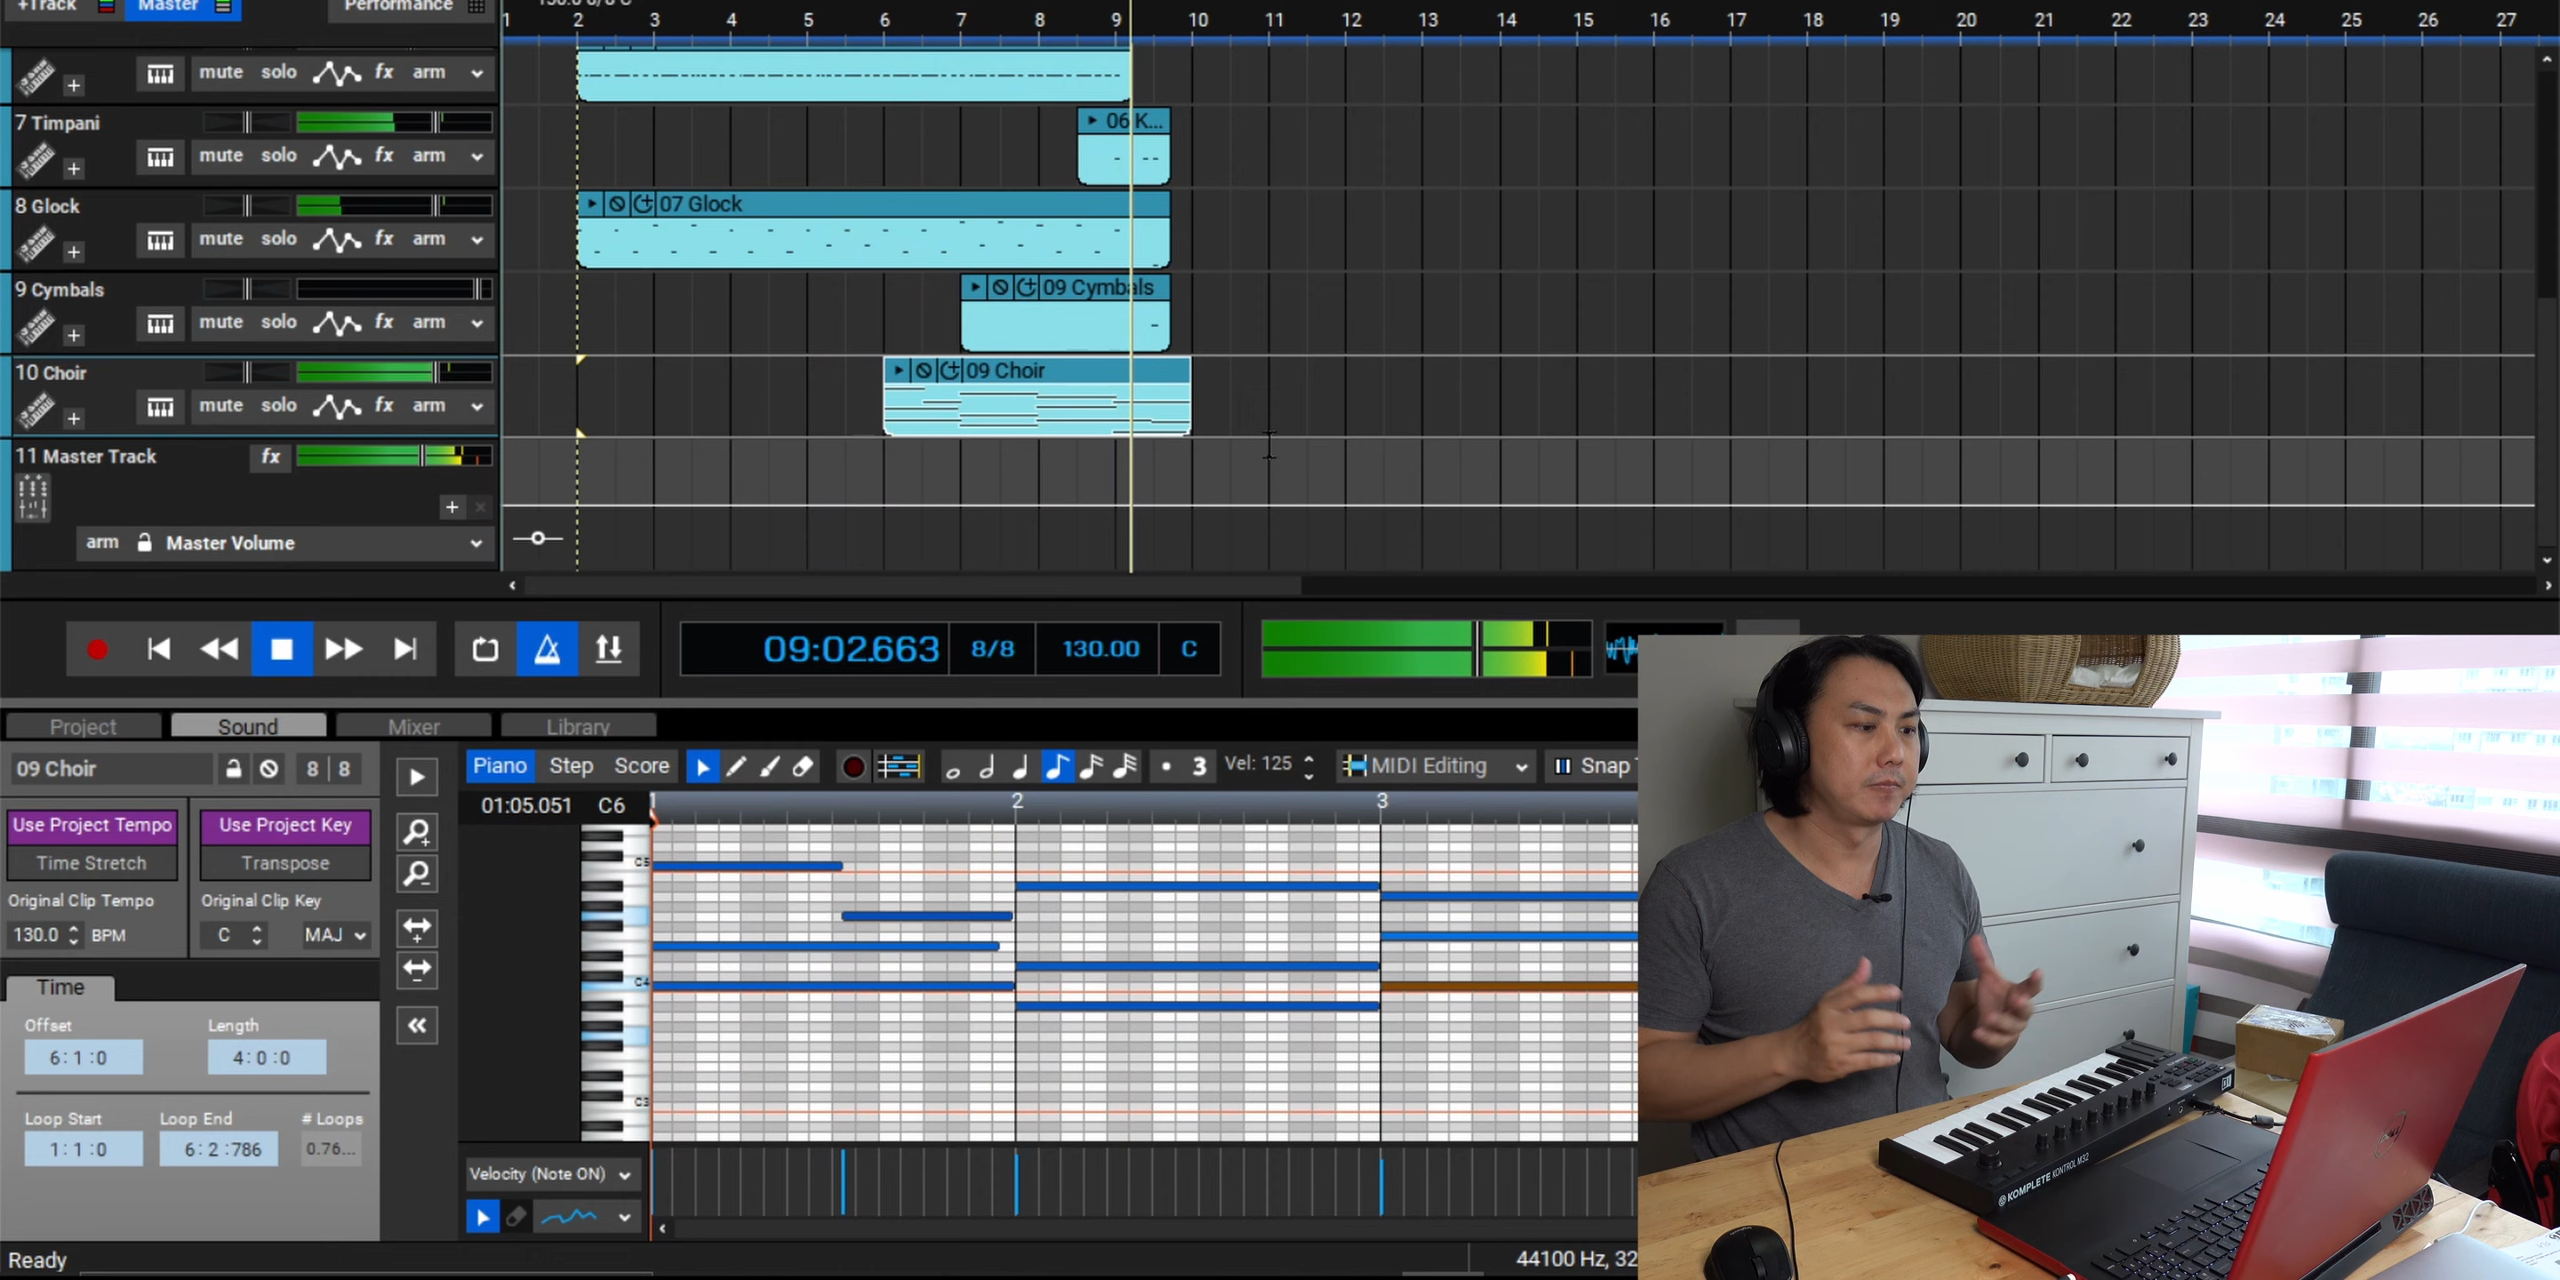 +Track Master Performance
1 2 3 4 5 6 7 8 9 10 11 12 13 14 15 16 17 18 19 20 21 22 23 24 25 26 27
mute solo fx arm
7 Timpani
06 K...
mute solo fx arm
8 Glock
07 Glock
mute solo fx arm
9 Cymbals
09 Cymbals
mute solo fx arm
10 Choir
09 Choir
mute solo fx arm
11 Master Track fx
arm Master Volume
09:02.663 8/8 130.00 C
Project Sound Mixer Library
09 Choir 8 | 8
Piano Step Score 3 Vel: 125 MIDI Editing Snap
01:05.051 C6 1 2 3
Use Project Tempo Use Project Key
Time Stretch Transpose
C5
Original Clip Tempo Original Clip Key
130.0 BPM C MAJ
C4
Time
Offset Length
6:1:0 4:0:0
C3
Loop Start Loop End # Loops
1:1:0 6:2:786 0.76...
Velocity (Note ON)
Ready
44100 Hz, 32
KOMPLETE KONTROL M32
DELL